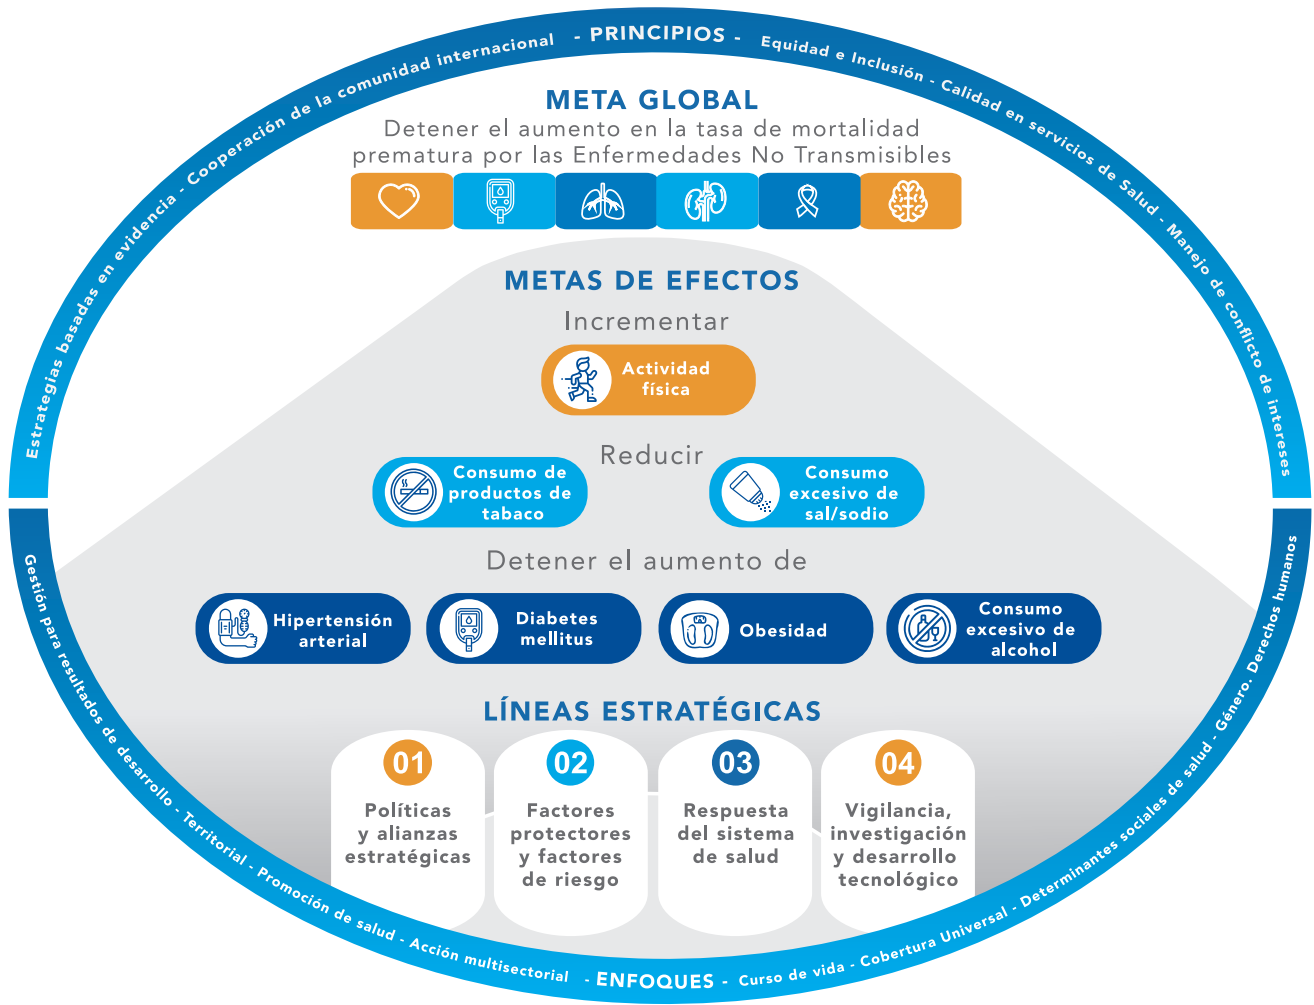 Estrategias basadas en evidencia - Cooperación de la comunidad internacional - PRINCIPIOS - Equidad e Inclusión - Calidad en servicios de Salud - Manejo de conflicto de intereses
META GLOBAL
Detener el aumento en la tasa de mortalidad
prematura por las Enfermedades No Transmisibles
METAS DE EFECTOS
Incrementar
Actividad
física
Reducir
Consumo de
productos de
tabaco
Consumo
excesivo de
sal/sodio
Detener el aumento de
Hipertensión
arterial
Diabetes
mellitus
Obesidad
Consumo
excesivo de
alcohol
LÍNEAS ESTRATÉGICAS
01
Políticas
y alianzas
estratégicas
02
Factores
protectores
y factores
de riesgo
03
Respuesta
del sistema
de salud
04
Vigilancia,
investigación
y desarrollo
tecnológico
Gestión para resultados de desarrollo - Territorial - Promoción de salud - Acción multisectorial - ENFOQUES - Curso de vida - Cobertura Universal - Determinantes sociales de salud - Género. Derechos humanos